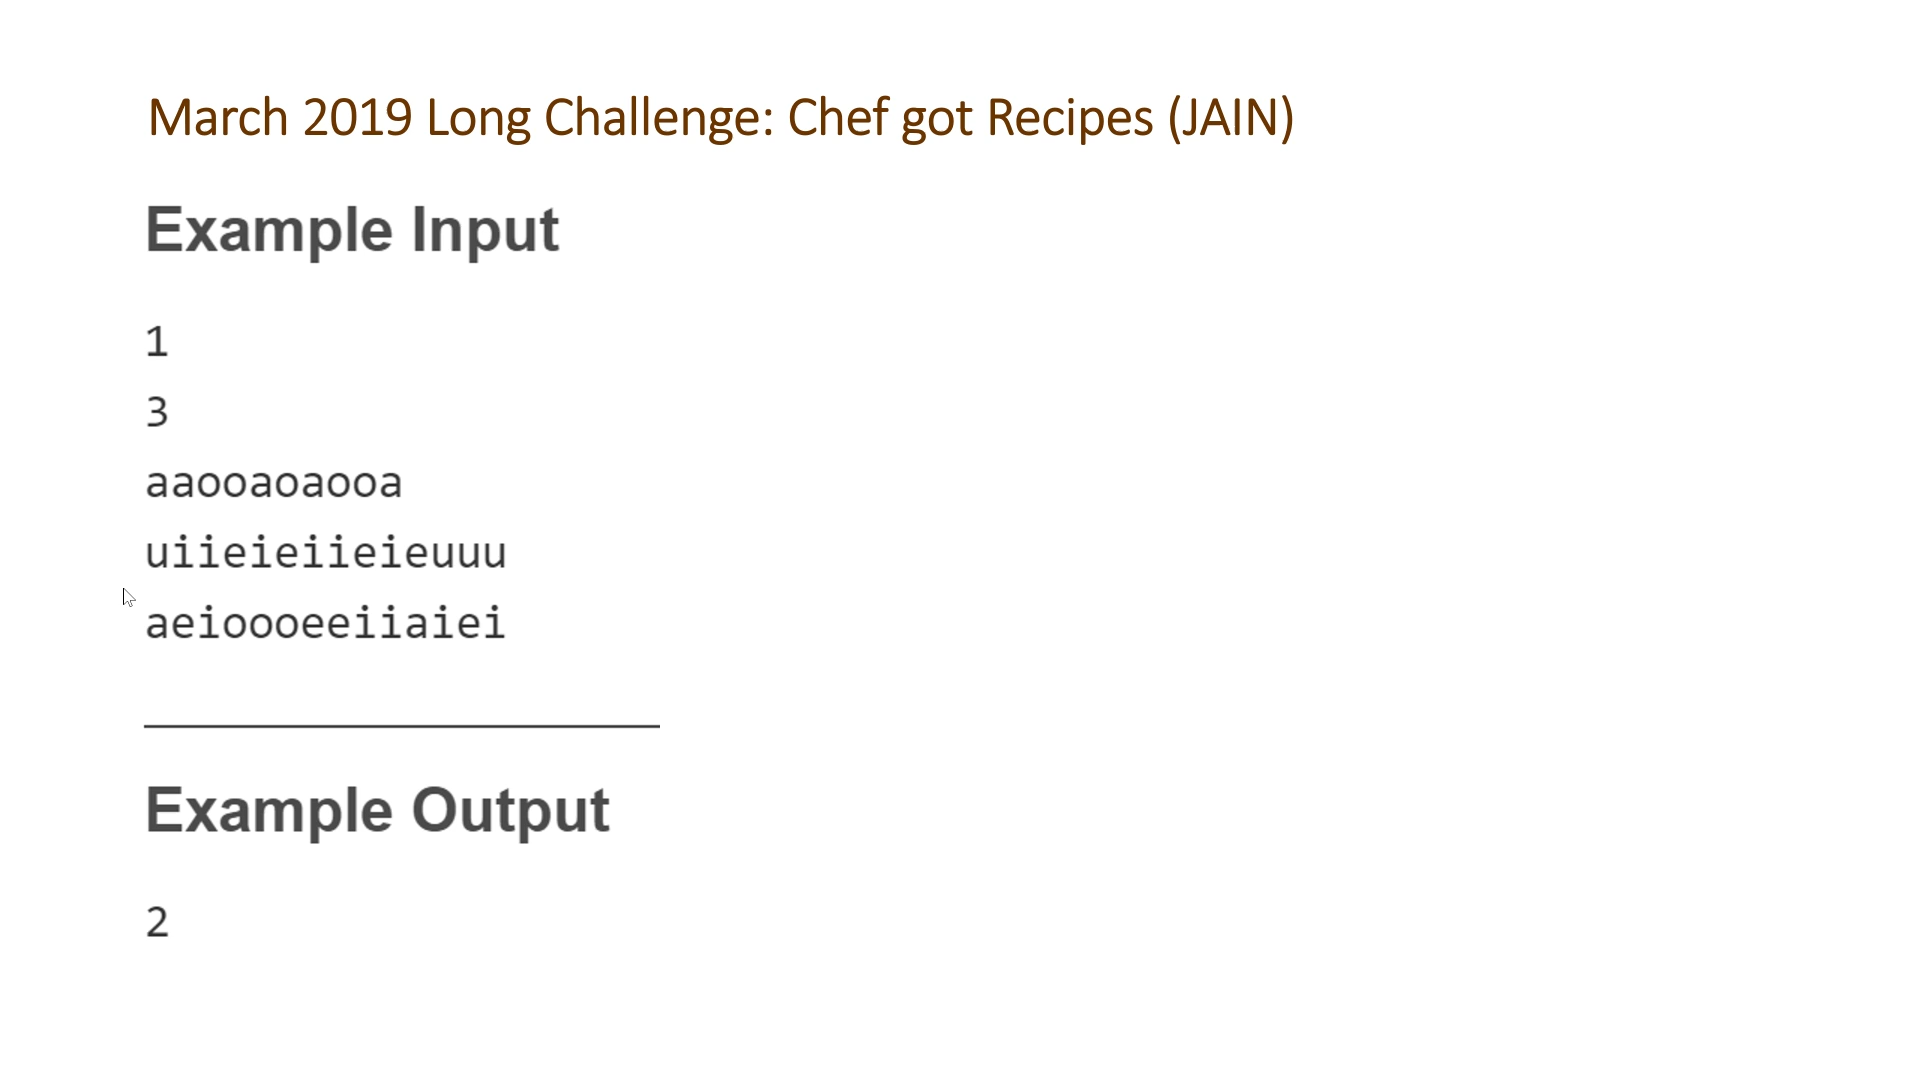 March 2019 Long Challenge: Chef got Recipes (JAIN)
Example Input
1
3
aaooaoaooa
uiieieiieieuuu
aeioooeeiiaiei
Example Output
2